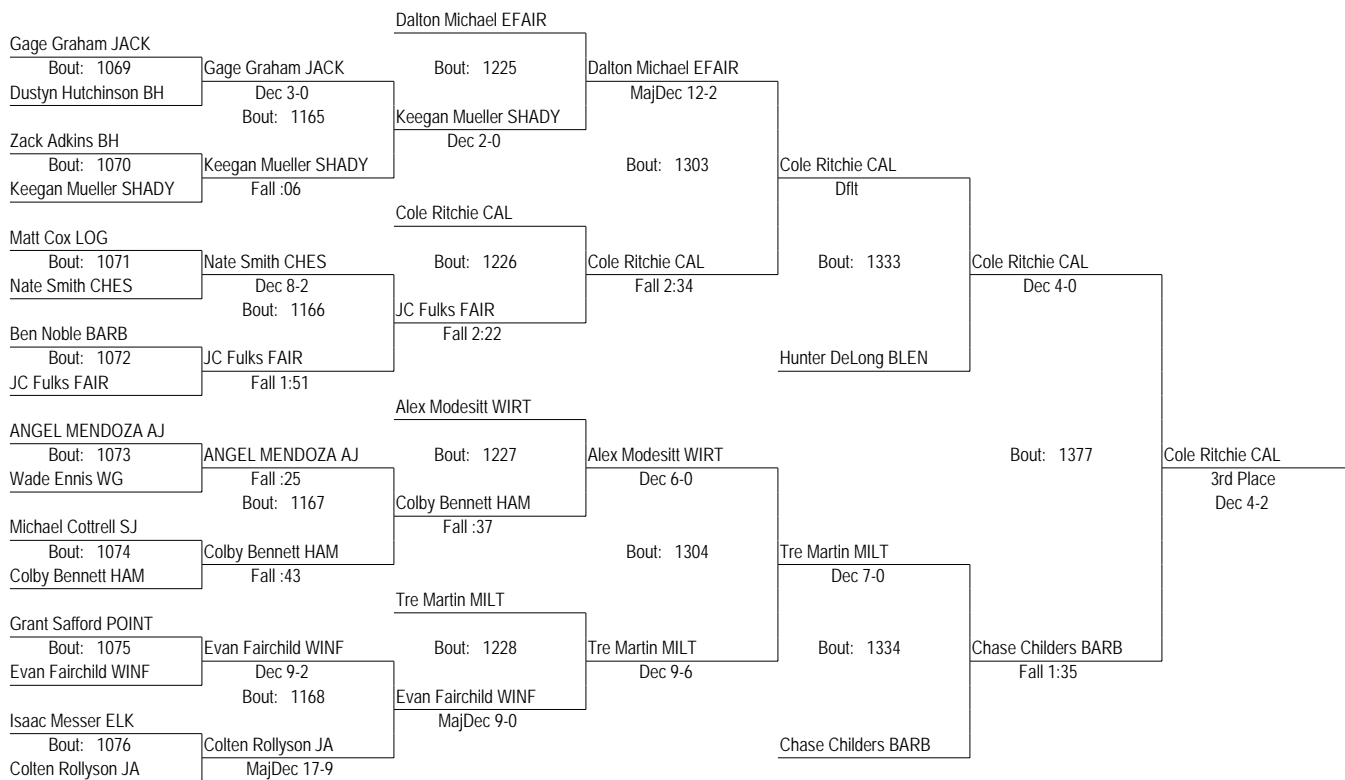 Dalton Michael EFAIR
Gage Graham JACK
Bout: 1069
Gage Graham JACK
Bout: 1225
Dalton Michael EFAIR
Dustyn Hutchinson BH
Dec 3-0
MajDec 12-2
Bout: 1165
Keegan Mueller SHADY
Zack Adkins BH
Dec 2-0
Bout: 1070
Keegan Mueller SHADY
Bout: 1303
Cole Ritchie CAL
Keegan Mueller SHADY
Fall :06
Dflt
Cole Ritchie CAL
Matt Cox LOG
Bout: 1071
Nate Smith CHES
Bout: 1226
Cole Ritchie CAL
Bout: 1333
Cole Ritchie CAL
Nate Smith CHES
Dec 8-2
Fall 2:34
Dec 4-0
Bout: 1166
JC Fulks FAIR
Ben Noble BARB
Fall 2:22
Bout: 1072
JC Fulks FAIR
Hunter DeLong BLEN
JC Fulks FAIR
Fall 1:51
Alex Modesitt WIRT
ANGEL MENDOZA AJ
Bout: 1073
ANGEL MENDOZA AJ
Bout: 1227
Alex Modesitt WIRT
Bout: 1377
Cole Ritchie CAL
Wade Ennis WG
Fall :25
Dec 6-0
3rd Place
Bout: 1167
Colby Bennett HAM
Dec 4-2
Michael Cottrell SJ
Fall :37
Bout: 1074
Colby Bennett HAM
Bout: 1304
Tre Martin MILT
Colby Bennett HAM
Fall :43
Dec 7-0
Tre Martin MILT
Grant Safford POINT
Bout: 1075
Evan Fairchild WINF
Bout: 1228
Tre Martin MILT
Bout: 1334
Chase Childers BARB
Evan Fairchild WINF
Dec 9-2
Dec 9-6
Fall 1:35
Bout: 1168
Evan Fairchild WINF
Isaac Messer ELK
MajDec 9-0
Bout: 1076
Colten Rollyson JA
Chase Childers BARB
Colten Rollyson JA
MajDec 17-9